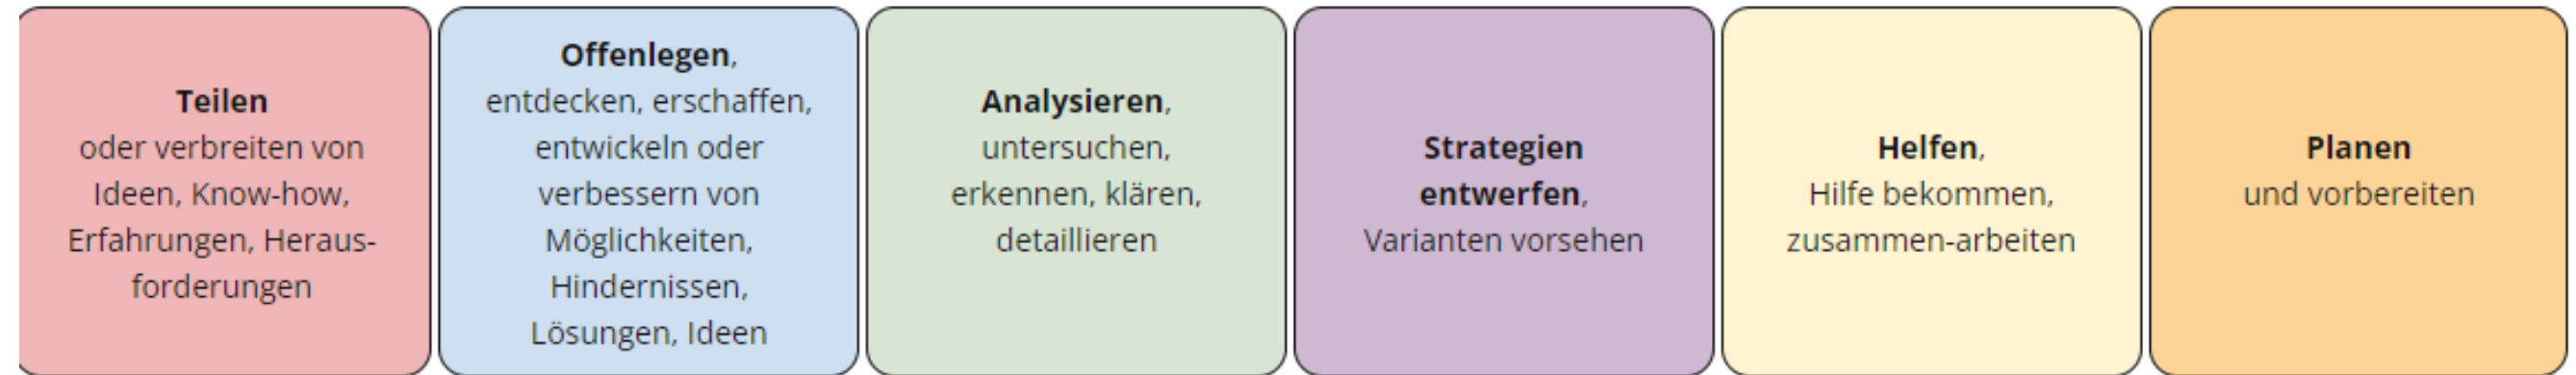 Teilen
oder verbreiten von
Ideen, Know-how,
Erfahrungen, Heraus-
forderungen
Offenlegen,
entdecken, erschaffen,
entwickeln oder
verbessern von
Möglichkeiten,
Hindernissen,
Lösungen, Ideen
Analysieren,
untersuchen,
erkennen, klären,
detaillieren
Strategien
entwerfen,
Varianten vorsehen
Helfen,
Hilfe bekommen,
zusammen-arbeiten
Planen
und vorbereiten